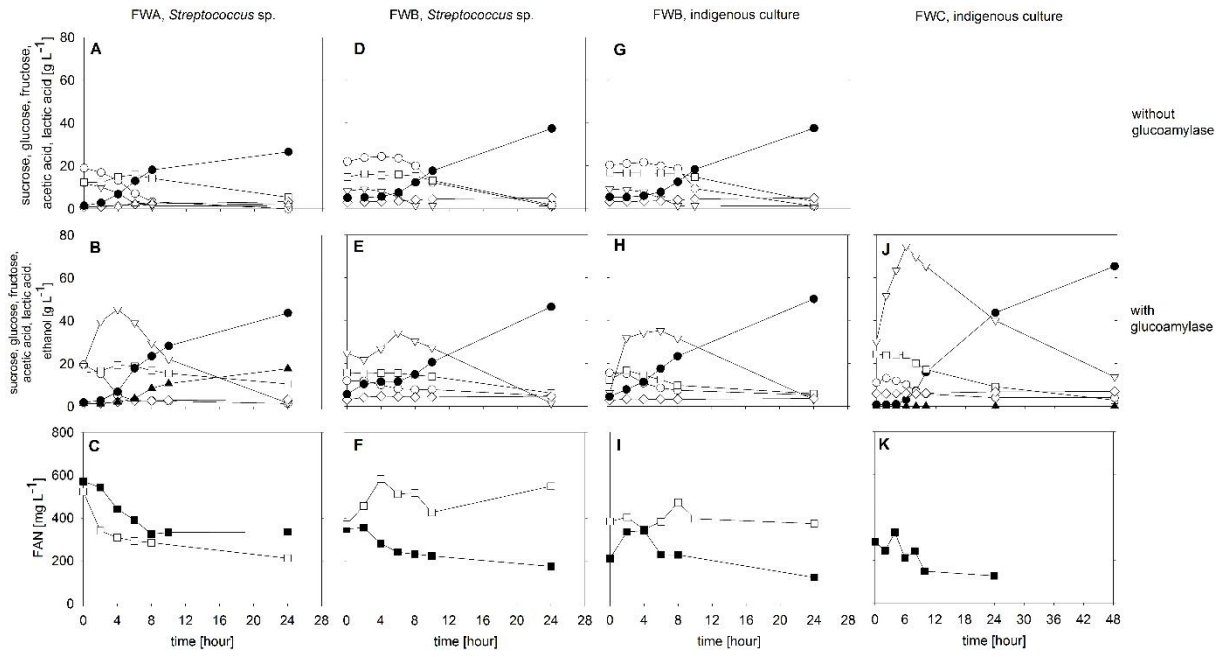 FWA, Streptococcus sp.
FWB, Streptococcus sp.
FWB, indigenous culture
FWC, indigenous culture
sucrose, glucose, fructose,
acetic acid, lactic acid [g L⁻¹]
80
60
40
20
0
A
D
G
without
glucoamylase
sucrose, glucose, fructose,
acetic acid, lactic acid.
ethanol [g L⁻¹]
80
60
40
20
0
B
E
H
J
with
glucoamylase
FAN [mg L⁻¹]
800
600
400
200
0
C
F
I
K
0 4 8 12 16 20 24 28
0 4 8 12 16 20 24 28
0 4 8 12 16 20 24 28
0 6 12 18 24 30 36 42 48
time [hour]
time [hour]
time [hour]
time [hour]